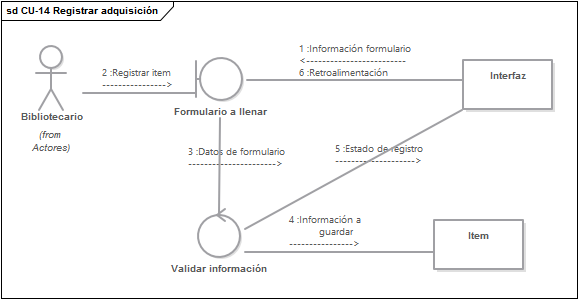 sd CU-14 Registrar adquisición
1 :Información formulario
<--------------------------
6 :Retroalimentación
2 :Registrar item
---------------->
Interfaz
Bibliotecario
(from
Actores)
Formulario a llenar
3 :Datos de formulario
---------------------->
5 :Estado de registro
-------------------->
4 :Información a
guardar
---------------->
Item
Validar información